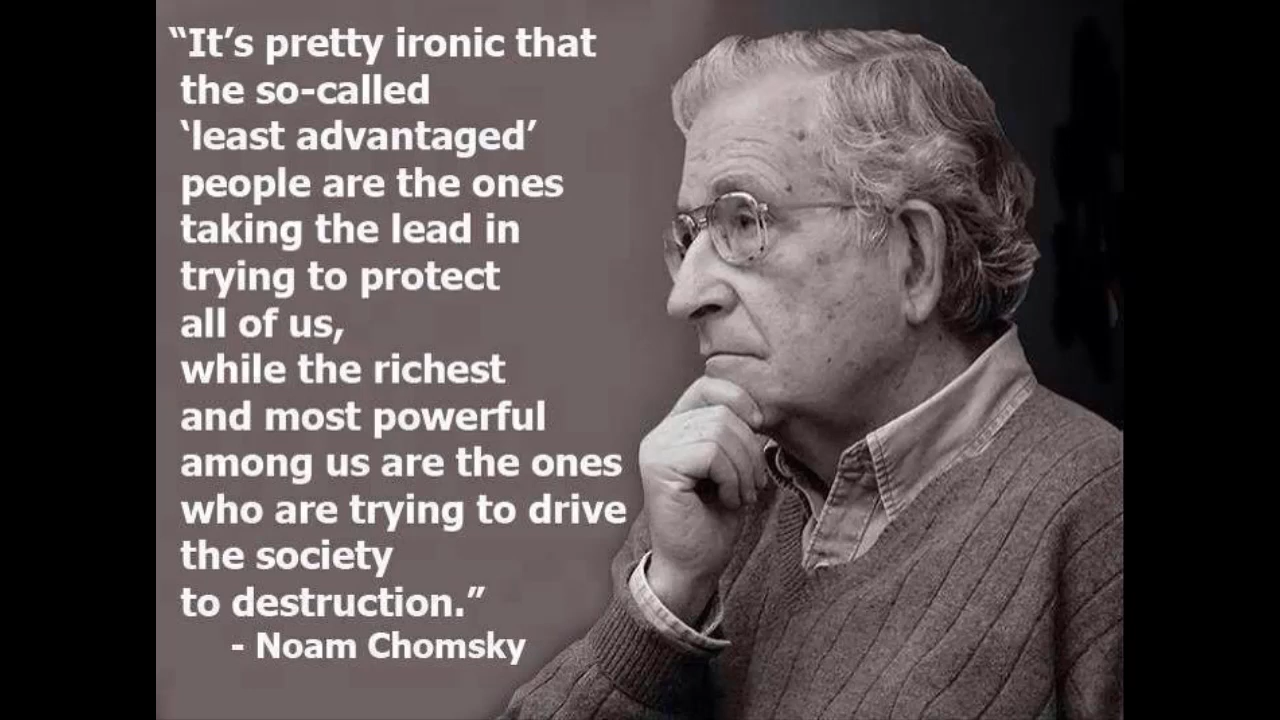 “It’s pretty ironic that
the so-called
‘least advantaged’
people are the ones
taking the lead in
trying to protect
all of us,
while the richest
and most powerful
among us are the ones
who are trying to drive
the society
to destruction.”
- Noam Chomsky